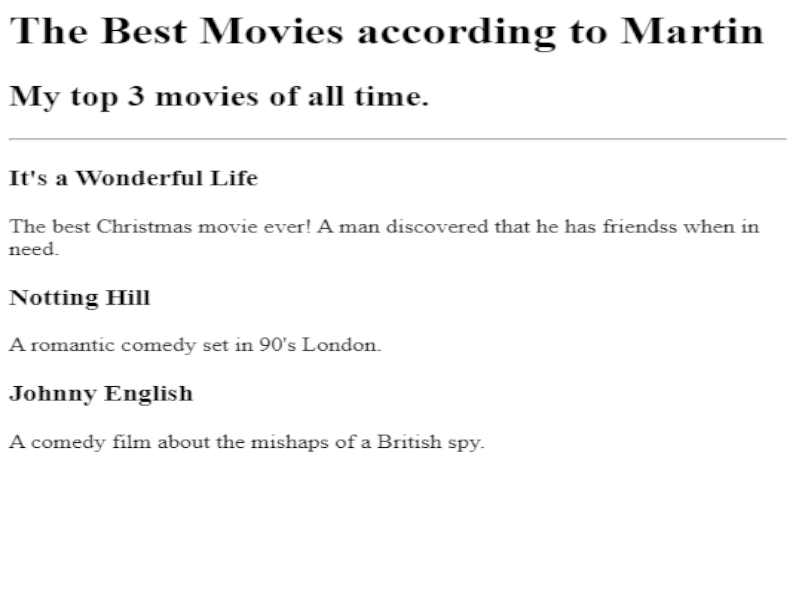 The Best Movies according to Martin
My top 3 movies of all time.
It's a Wonderful Life
The best Christmas movie ever! A man discovered that he has friendss when in
need.
Notting Hill
A romantic comedy set in 90's London.
Johnny English
A comedy film about the mishaps of a British spy.